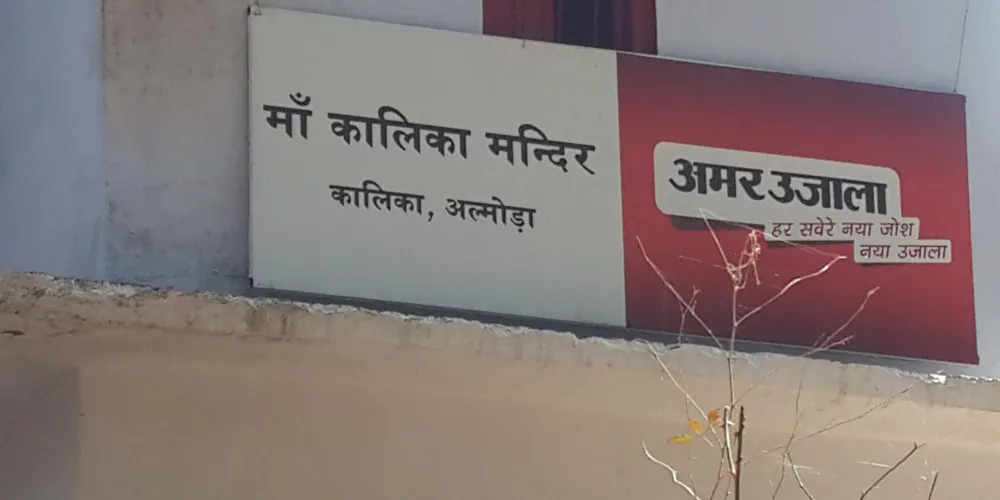 माँ कालिका मन्दिर
कालिका, अल्मोड़ा
अमर उजाला
हर सवेरे नया जोश
नया उजाला